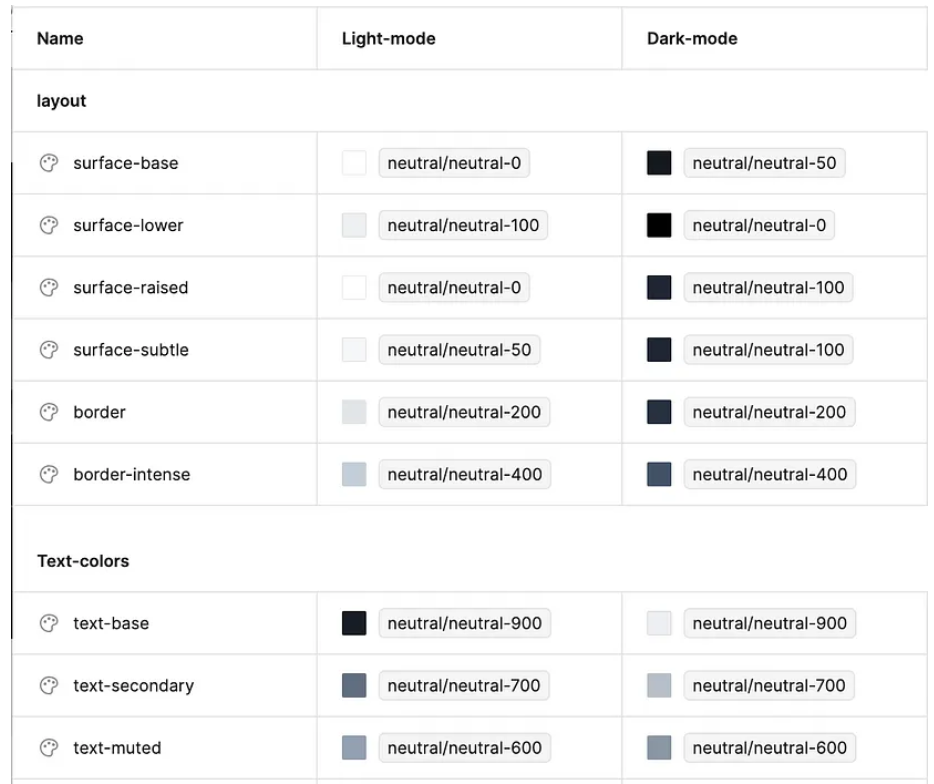 Name Light-mode Dark-mode
layout
surface-base neutral/neutral-0 neutral/neutral-50
surface-lower neutral/neutral-100 neutral/neutral-0
surface-raised neutral/neutral-0 neutral/neutral-100
surface-subtle neutral/neutral-50 neutral/neutral-100
border neutral/neutral-200 neutral/neutral-200
border-intense neutral/neutral-400 neutral/neutral-400
Text-colors
text-base neutral/neutral-900 neutral/neutral-900
text-secondary neutral/neutral-700 neutral/neutral-700
text-muted neutral/neutral-600 neutral/neutral-600